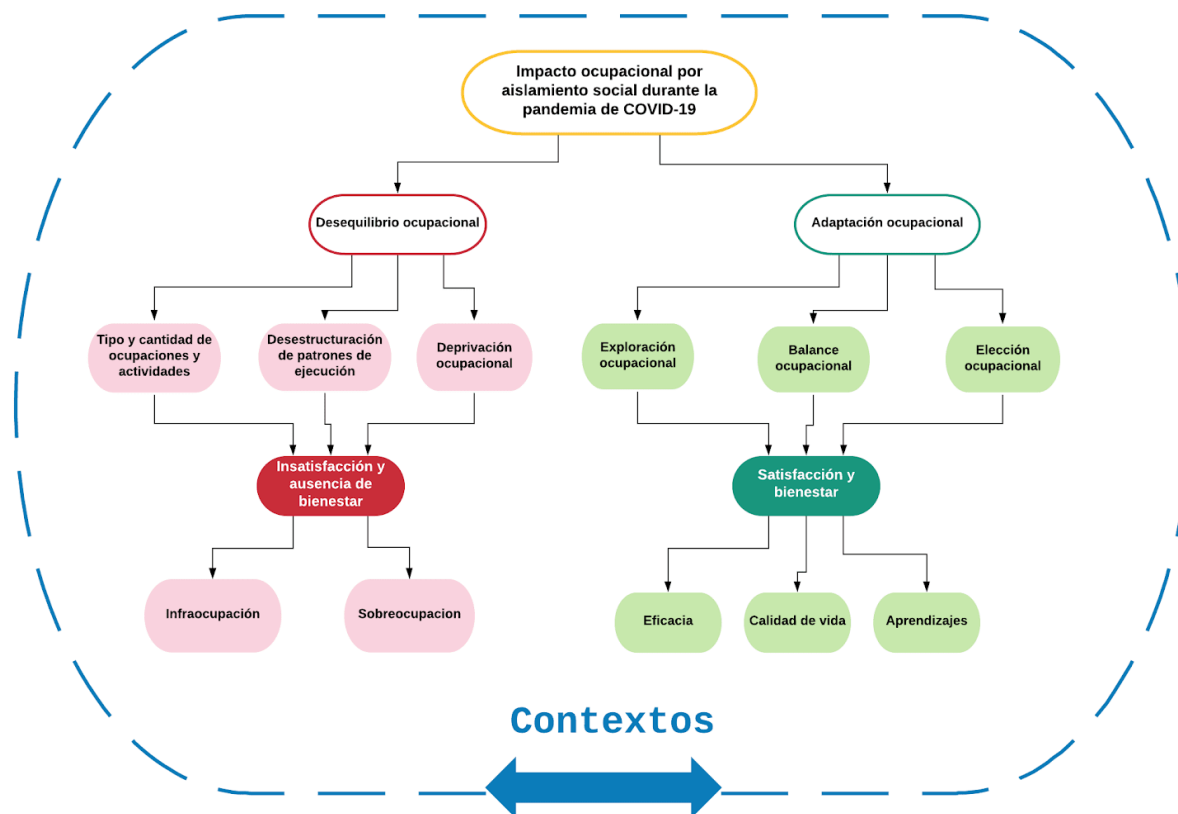 Impacto ocupacional por
aislamiento social durante la
pandemia de COVID-19
Desequilibrio ocupacional
Adaptación ocupacional
Tipo y cantidad de
ocupaciones y
actividades
Desestructuración
de patrones de
ejecución
Deprivación
ocupacional
Exploración
ocupacional
Balance
ocupacional
Elección
ocupacional
Insatisfacción y
ausencia de
bienestar
Satisfacción y
bienestar
Infraocupación
Sobreocupacion
Eficacia
Calidad de vida
Aprendizajes
Contextos